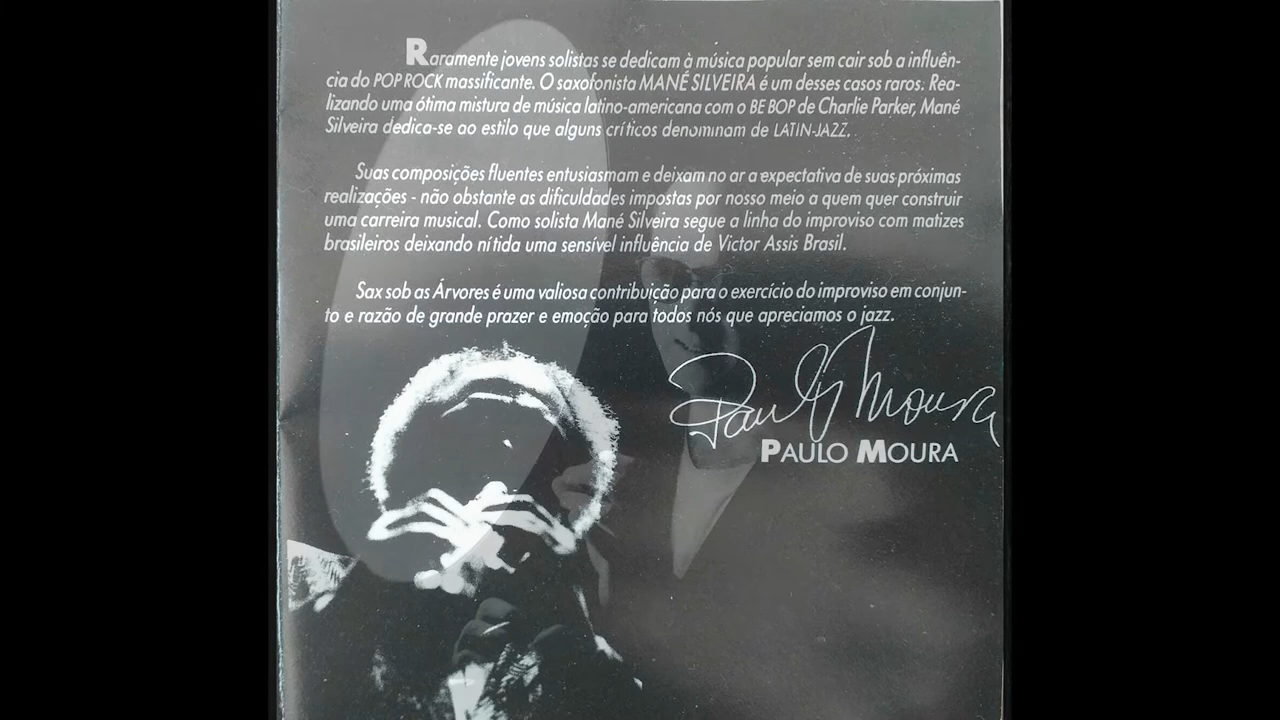 Raramente jovens solistas se dedicam à música popular sem cair sob a influên-
cia do POP ROCK massificante. O saxofonista MANÉ SILVEIRA é um desses casos raros. Rea-
lizando uma ótima mistura de música latino-americana com o BE BOP de Charlie Parker, Mané
Silveira dedica-se ao estilo que alguns críticos denominam de LATIN-JAZZ.
Suas composições fluentes entusiasmam e deixam no ar a expectativa de suas próximas
realizações - não obstante as dificuldades impostas por nosso meio a quem quer construir
uma carreira musical. Como solista Mané Silveira segue a linha do improviso com matizes
brasileiros deixando nítida uma sensível influência de Victor Assis Brasil.
Sax sob as Árvores é uma valiosa contribuição para o exercício do improviso em conjun-
to e razão de grande prazer e emoção para todos nós que apreciamos o jazz.
Paulo Moura
PAULO MOURA